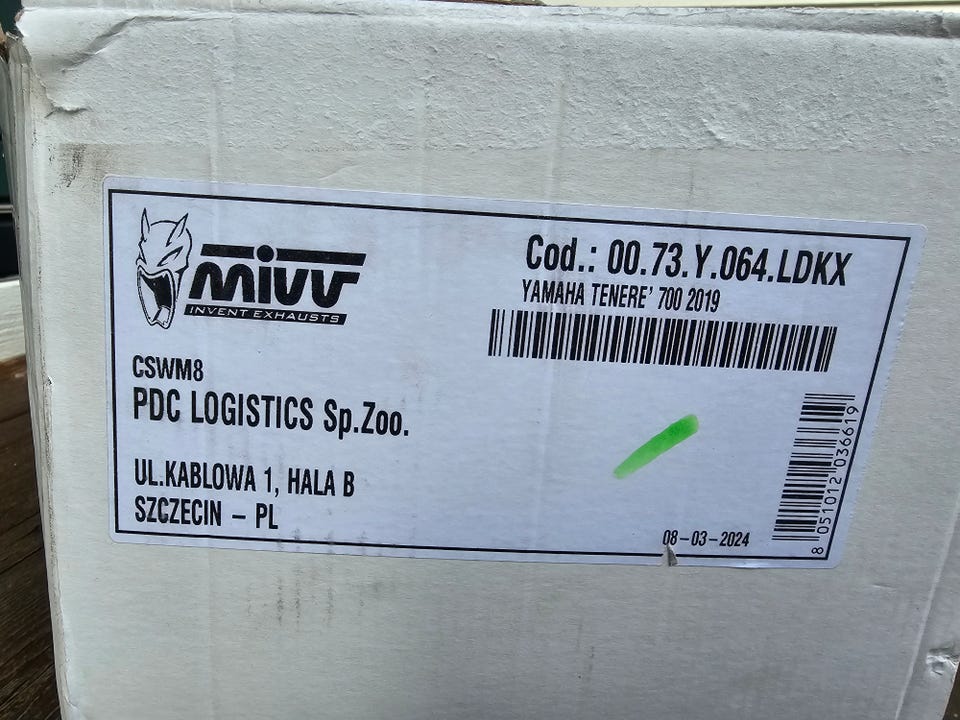 mivv
INVENT EXHAUSTS
Cod.: 00.73.Y.064.LDKX
YAMAHA TENERE' 700 2019
CSWM8
PDC LOGISTICS Sp.Zoo.
UL.KABLOWA 1, HALA B
SZCZECIN – PL
08–03–2024
8 051012 036619